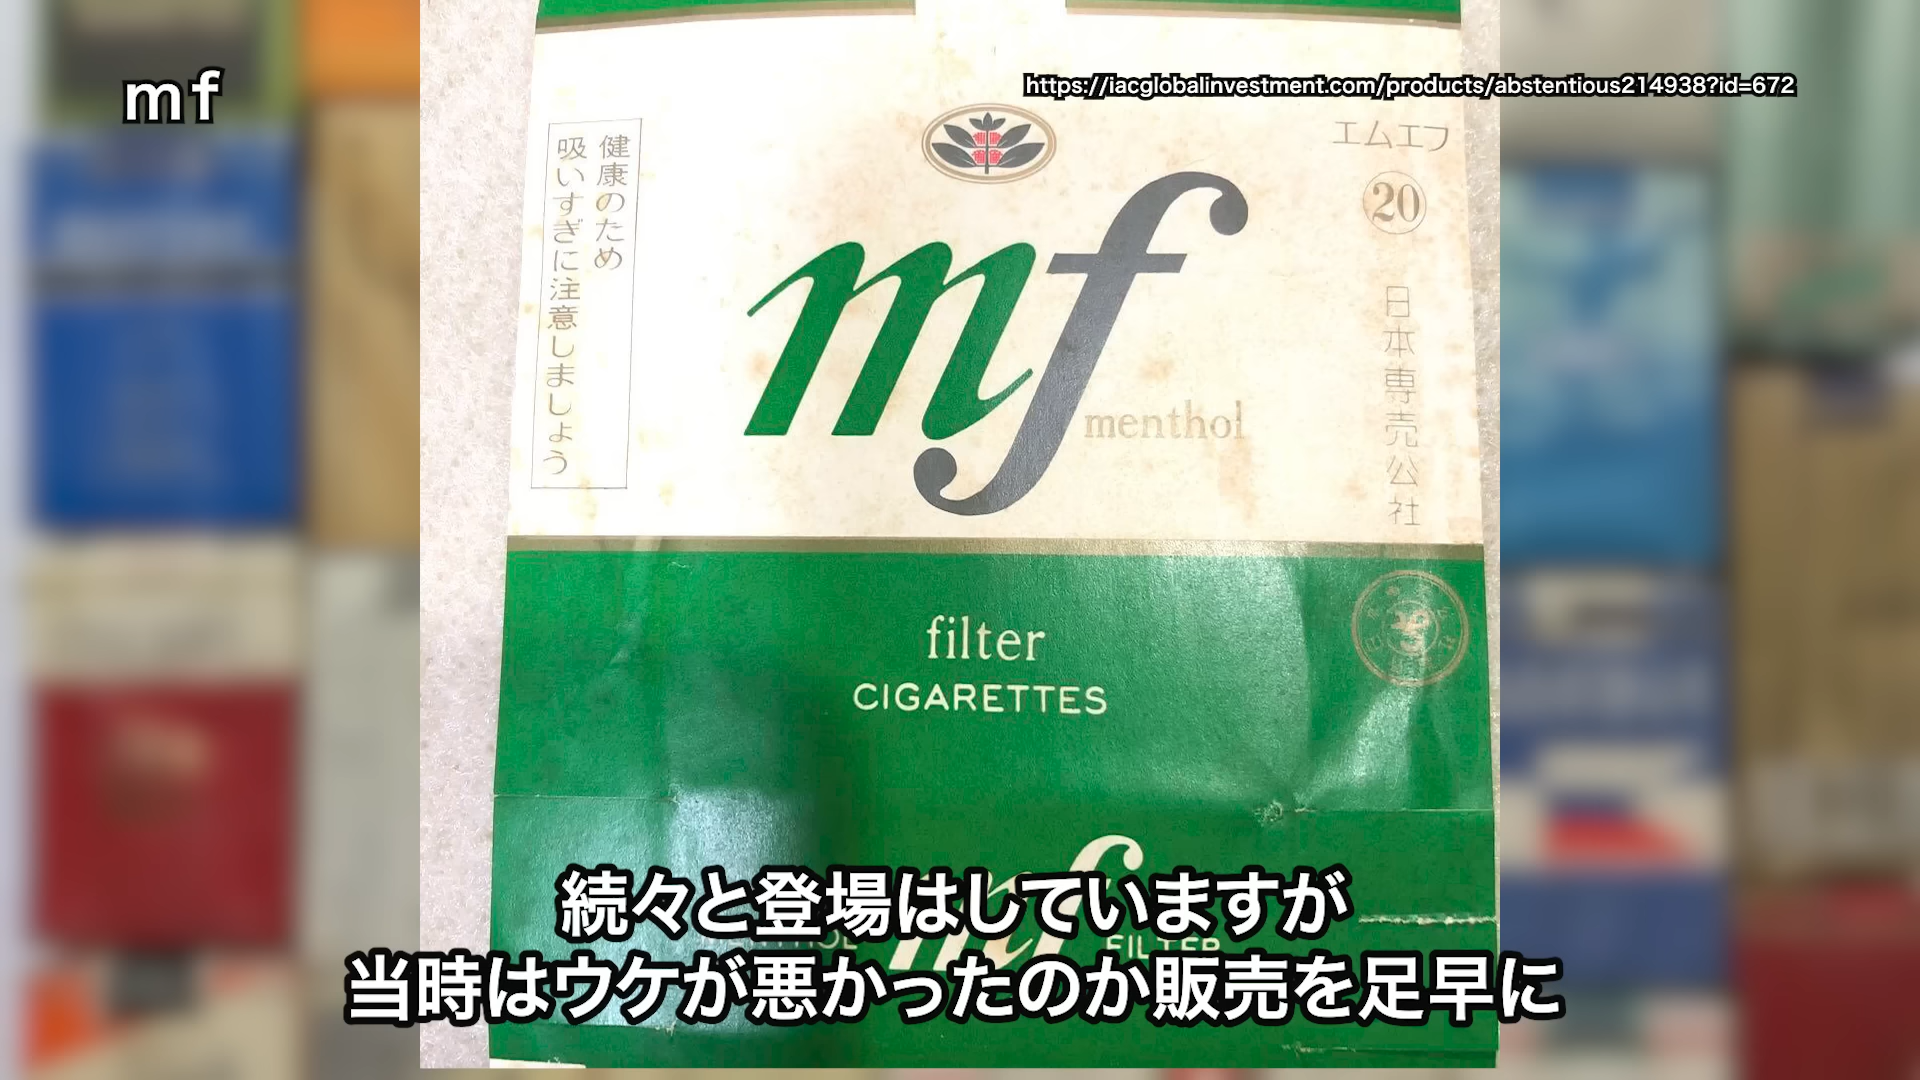 mf
https://iacglobalinvestment.com/products/abstentious214938?id=672
健康のため
吸いすぎに注意しましょう
エムエフ
20
日本専売公社
mf
menthol
filter
CIGARETTES
mf
FILTER
続々と登場はしていますが
当時はウケが悪かったのか販売を足早に